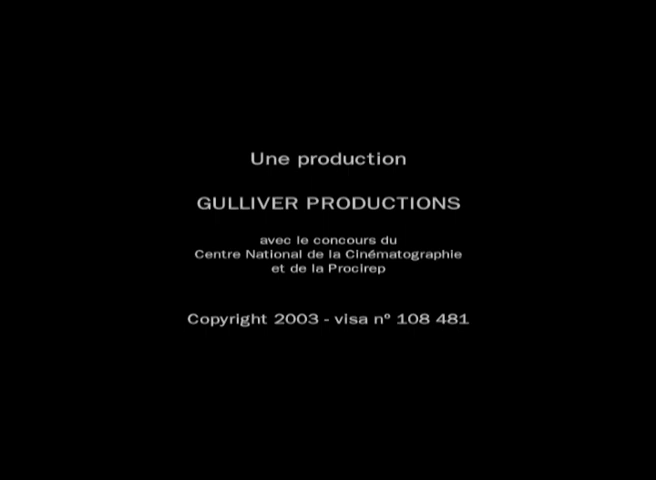 Une production
GULLIVER PRODUCTIONS
avec le concours du
Centre National de la Cinématographie
et de la Procirep
Copyright 2003 - visa nº 108 481